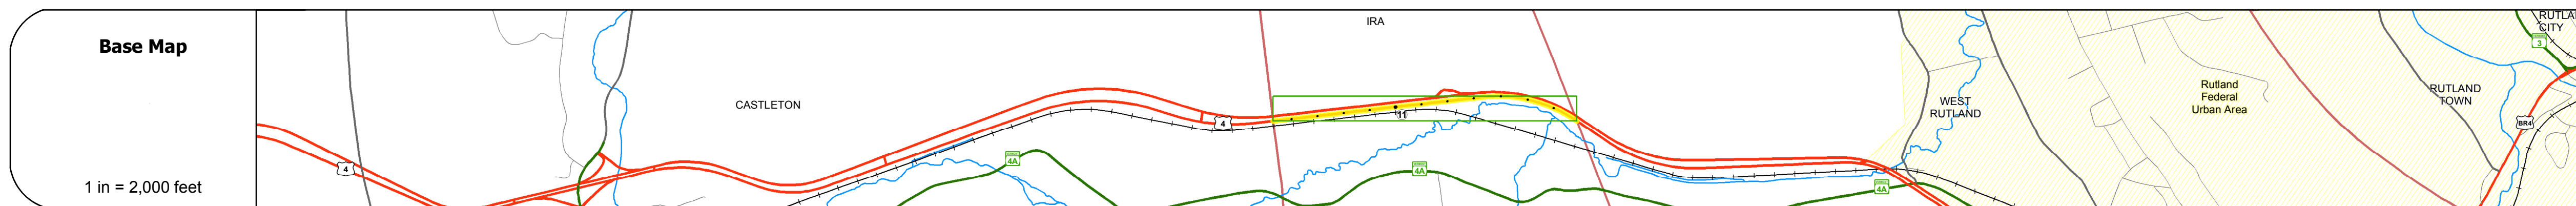 Base Map
1 in = 2,000 feet
4
CASTLETON
4A
4
IRA
11
4A
4A
WEST
RUTLAND
Rutland
Federal
Urban Area
RUTLAND
TOWN
BR4
3
RUTLA
CITY